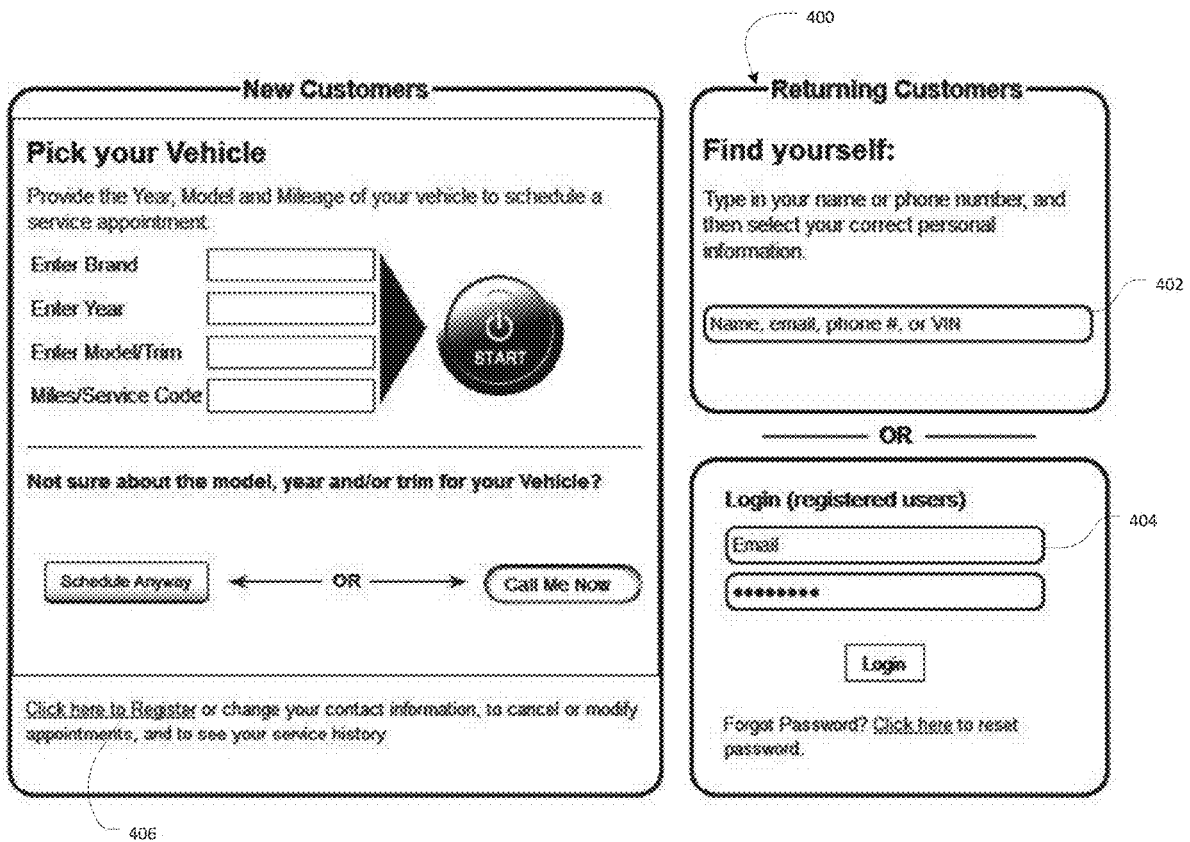 400
New Customers
Pick your Vehicle
Provide the Year, Model and Mileage of your vehicle to schedule a
service appointment.
Enter Brand
Enter Year
Enter Model/Trim
Miles/Service Code
START
Not sure about the model, year and/or trim for your Vehicle?
Schedule Anyway
OR
Call Me Now
Click here to Register or change your contact information, to cancel or modify
appointments, and to see your service history
406
Returning Customers
Find yourself:
Type in your name or phone number, and
then select your correct personal
information.
402
Name, email, phone #, or VIN
OR
Login (registered users)
404
Email
Login
Forgot Password? Click here to reset
password.